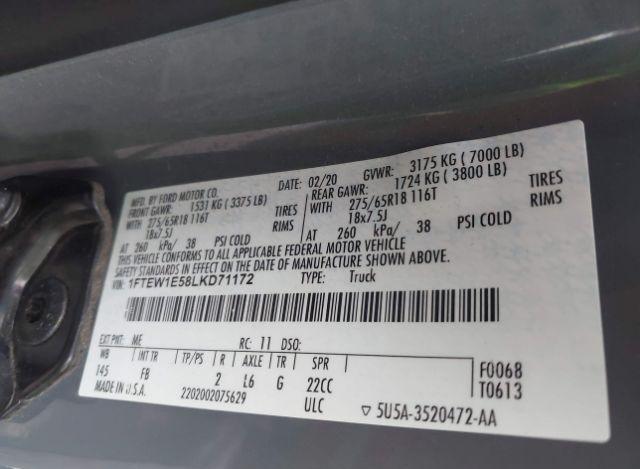 MFD. BY FORD MOTOR CO.
DATE: 02/20 GVWR: 3175 KG ( 7000 LB)
FRONT GAWR: 1531 KG ( 3375 LB) REAR GAWR: 1724 KG ( 3800 LB)
WITH 275/65R18 116T TIRES WITH 275/65R18 116T TIRES
18x7.5J RIMS 18x7.5J RIMS
AT 260 kPa/ 38 PSI COLD AT 260 kPa/ 38 PSI COLD
THIS VEHICLE CONFORMS TO ALL APPLICABLE FEDERAL MOTOR VEHICLE
SAFETY STANDARDS IN EFFECT ON THE DATE OF MANUFACTURE SHOWN ABOVE.
VIN: 1FTEW1E58LKD71172 TYPE: Truck
EXT PNT: ME RC: 11 DSO:
WB INT TR TP/PS R AXLE TR SPR F0068
145 FB 2 L6 G 22CC T0613
MADE IN U.S.A. 2202002075629 ULC ▽ 5U5A-3520472-AA